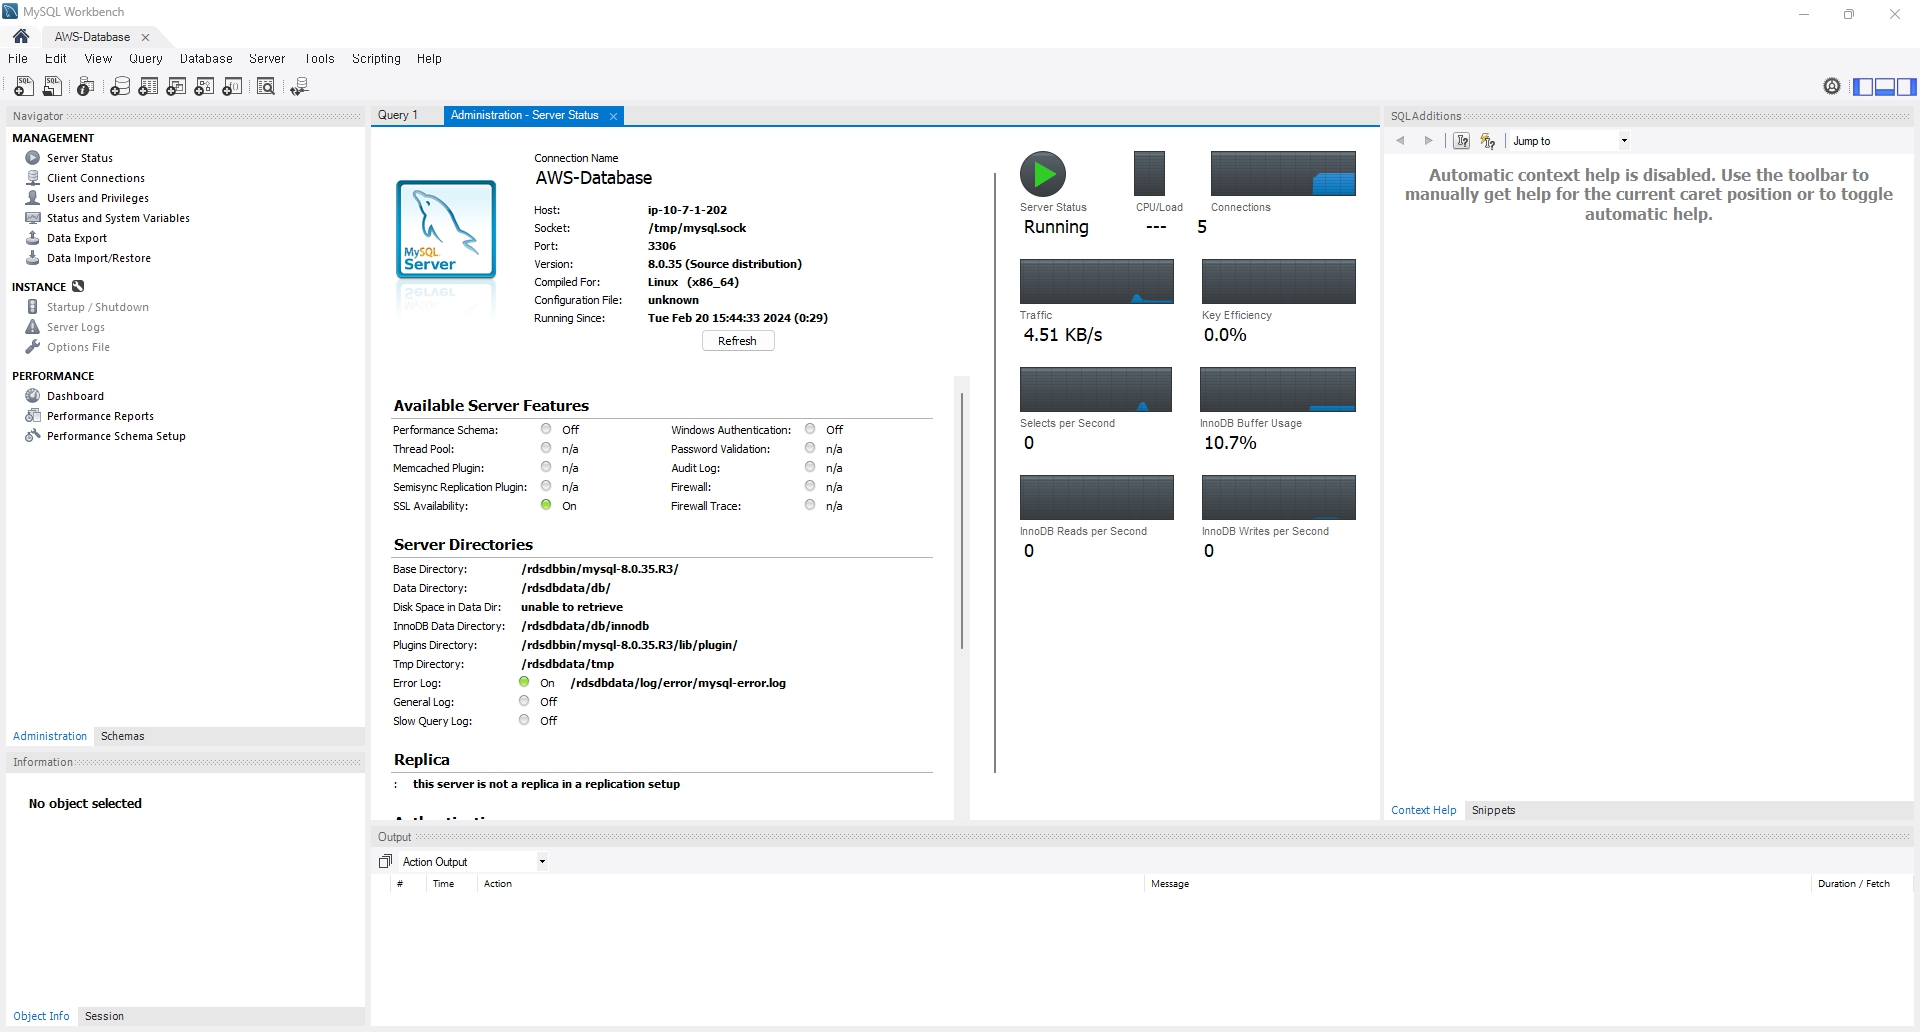 MySQL Workbench
AWS-Database
File Edit View Query Database Server Tools Scripting Help
Navigator
MANAGEMENT
Server Status
Client Connections
Users and Privileges
Status and System Variables
Data Export
Data Import/Restore
INSTANCE
Startup / Shutdown
Server Logs
Options File
PERFORMANCE
Dashboard
Performance Reports
Performance Schema Setup
Administration Schemas
Information
No object selected
Object Info Session
Query 1 Administration - Server Status
MySQL
Server
Connection Name
AWS-Database
Host: ip-10-7-1-202
Socket: /tmp/mysql.sock
Port: 3306
Version: 8.0.35 (Source distribution)
Compiled For: Linux (x86_64)
Configuration File: unknown
Running Since: Tue Feb 20 15:44:33 2024 (0:29)
Refresh
Available Server Features
Performance Schema: Off Windows Authentication: Off
Thread Pool: n/a Password Validation: n/a
Memcached Plugin: n/a Audit Log: n/a
Semisync Replication Plugin: n/a Firewall: n/a
SSL Availability: On Firewall Trace: n/a
Server Directories
Base Directory: /rdsdbbin/mysql-8.0.35.R3/
Data Directory: /rdsdbdata/db/
Disk Space in Data Dir: unable to retrieve
InnoDB Data Directory: /rdsdbdata/db/innodb
Plugins Directory: /rdsdbbin/mysql-8.0.35.R3/lib/plugin/
Tmp Directory: /rdsdbdata/tmp
Error Log: On /rdsdbdata/log/error/mysql-error.log
General Log: Off
Slow Query Log: Off
Replica
: this server is not a replica in a replication setup
Server Status CPU/Load Connections
Running --- 5
Traffic Key Efficiency
4.51 KB/s 0.0%
Selects per Second InnoDB Buffer Usage
0 10.7%
InnoDB Reads per Second InnoDB Writes per Second
0 0
SQLAdditions
Jump to
Automatic context help is disabled. Use the toolbar to
manually get help for the current caret position or to toggle
automatic help.
Context Help Snippets
Output
Action Output
# Time Action Message Duration / Fetch